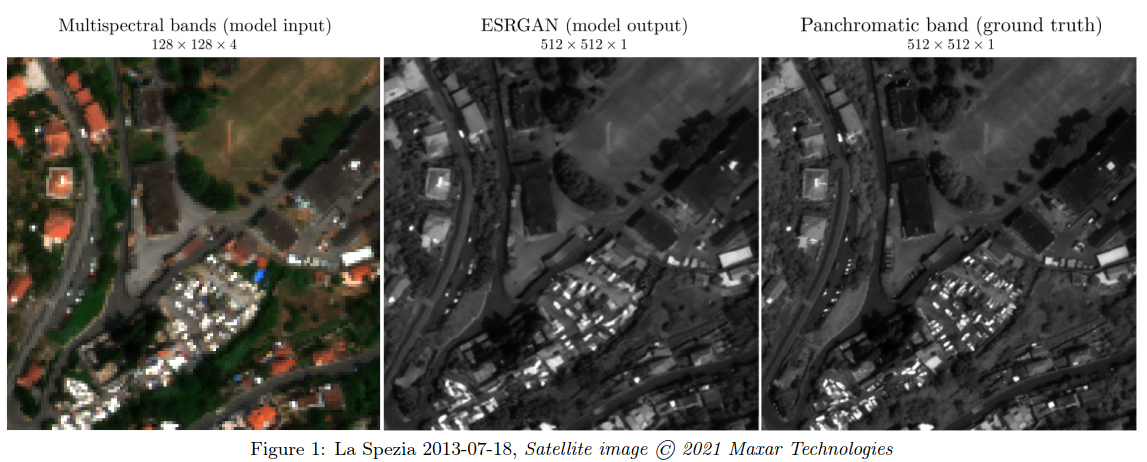 Multispectral bands (model input)
128 × 128 × 4
ESRGAN (model output)
512 × 512 × 1
Panchromatic band (ground truth)
512 × 512 × 1
Figure 1: La Spezia 2013-07-18, Satellite image © 2021 Maxar Technologies